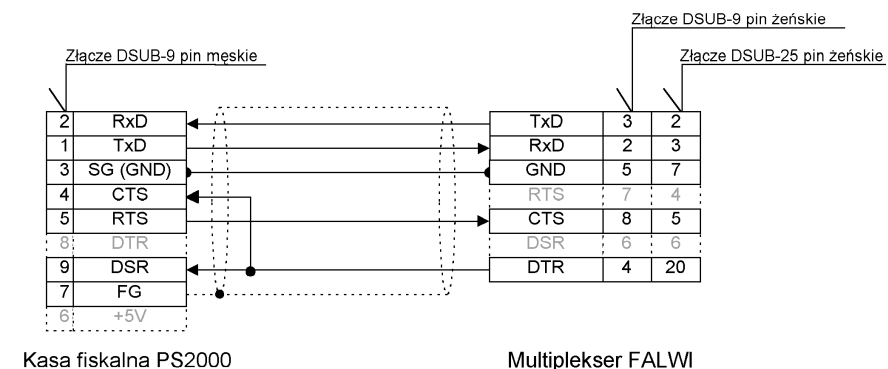 Złącze DSUB-9 pin żeńskie
Złącze DSUB-9 pin męskie
Złącze DSUB-25 pin żeńskie
2 RxD TxD 3 2
1 TxD RxD 2 3
3 SG (GND) GND 5 7
4 CTS RTS 7 4
5 RTS CTS 8 5
8 DTR DSR 6 6
9 DSR DTR 4 20
7 FG
6 +5V
Kasa fiskalna PS2000
Multiplekser FALWI